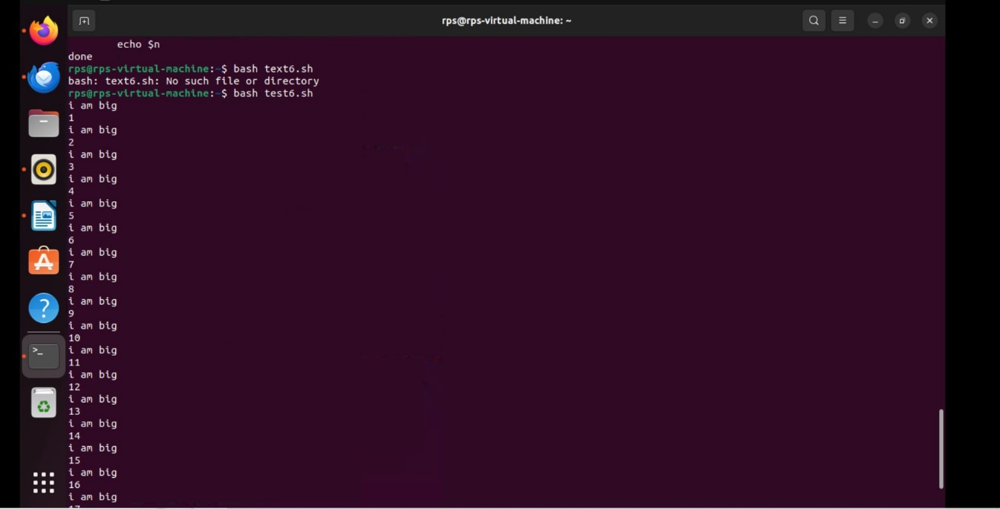 rps@rps-virtual-machine: ~
echo $n
done
rps@rps-virtual-machine:~$ bash text6.sh
bash: text6.sh: No such file or directory
rps@rps-virtual-machine:~$ bash test6.sh
i am big
1
i am big
2
i am big
3
i am big
4
i am big
5
i am big
6
i am big
7
i am big
8
i am big
9
i am big
10
i am big
11
i am big
12
i am big
13
i am big
14
i am big
15
i am big
16
i am big
17